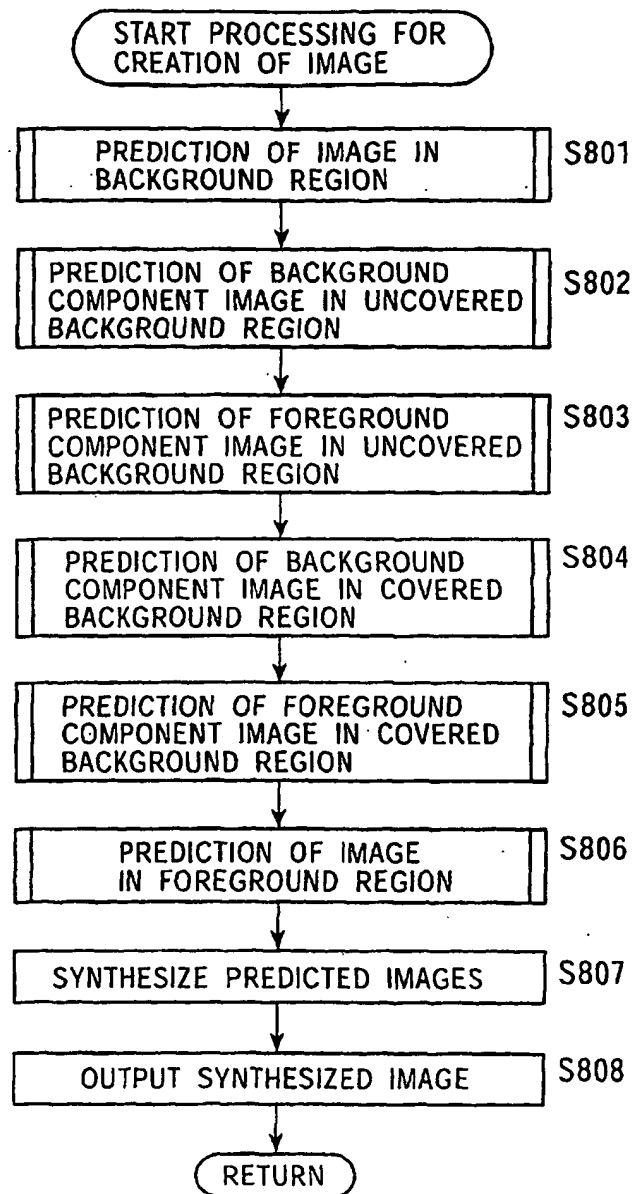 START PROCESSING FOR
CREATION OF IMAGE
PREDICTION OF IMAGE IN
BACKGROUND REGION
S801
PREDICTION OF BACKGROUND
COMPONENT IMAGE IN UNCOVERED
BACKGROUND REGION
S802
PREDICTION OF FOREGROUND
COMPONENT IMAGE IN UNCOVERED
BACKGROUND REGION
S803
PREDICTION OF BACKGROUND
COMPONENT IMAGE IN COVERED
BACKGROUND REGION
S804
PREDICTION OF FOREGROUND
COMPONENT IMAGE IN COVERED
BACKGROUND REGION
S805
PREDICTION OF IMAGE
IN FOREGROUND REGION
S806
SYNTHESIZE PREDICTED IMAGES
S807
OUTPUT SYNTHESIZED IMAGE
S808
RETURN